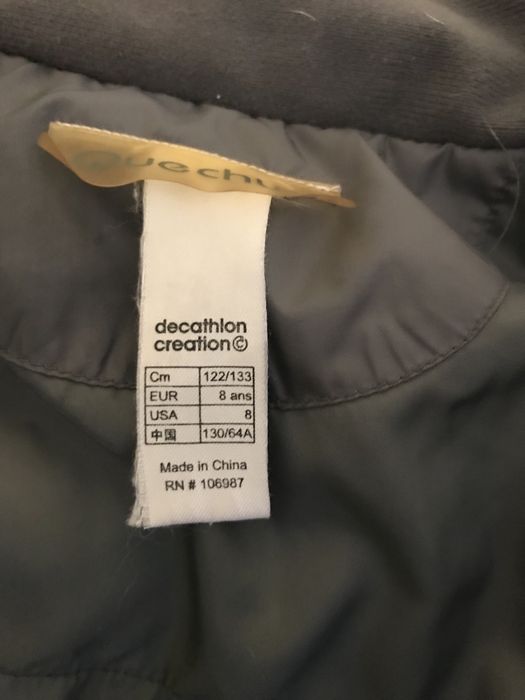 Quechua
decathlon
creation©
Cm 122/133
EUR 8 ans
USA 8
中国 130/64A
Made in China
RN # 106987